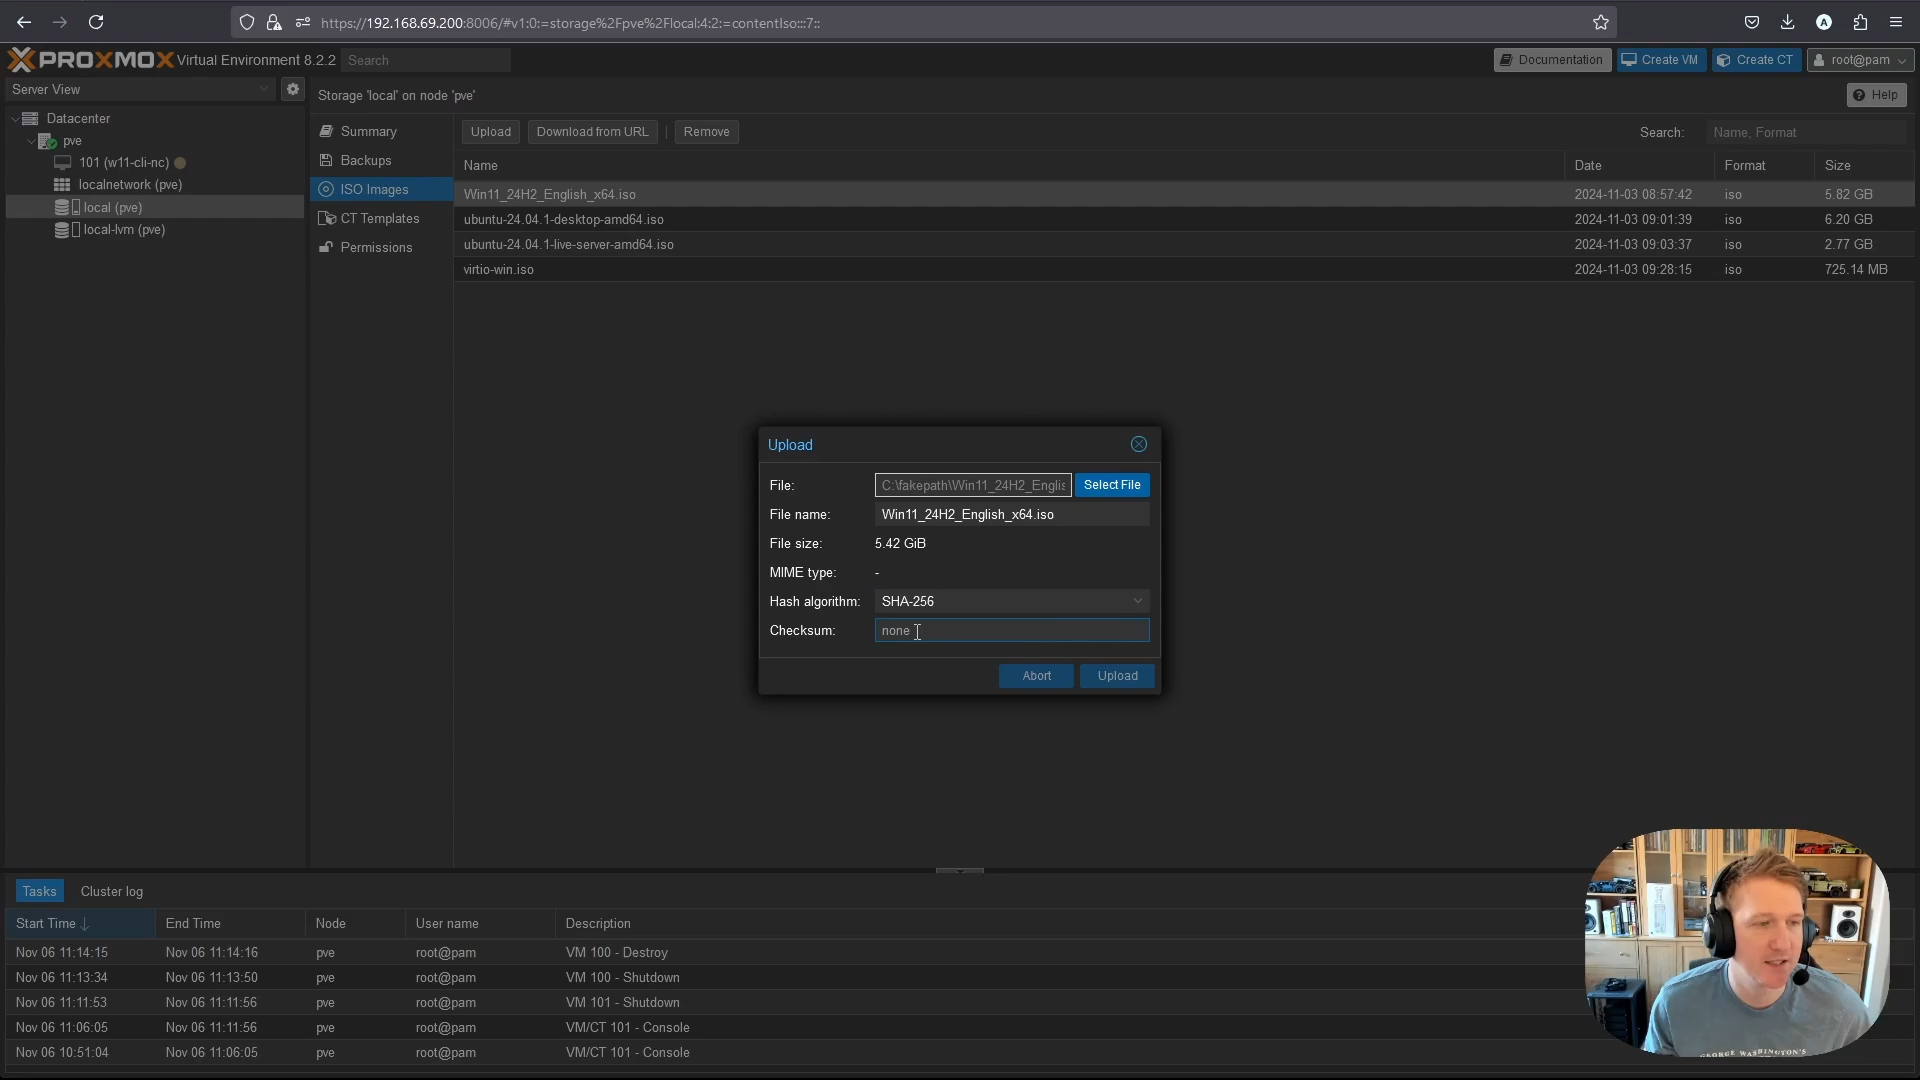 https://192.168.69.200:8006/#v1:0:=storage%2Fpve%2Flocal:4:2:=contentIso:::7::
PROXMOX Virtual Environment 8.2.2 Search Documentation Create VM Create CT root@pam
Server View
Storage 'local' on node 'pve' Help
Datacenter
pve
101 (w11-cli-nc)
localnetwork (pve)
local (pve)
local-lvm (pve)
Summary
Backups
ISO Images
CT Templates
Permissions
Upload Download from URL Remove Search: Name, Format
Name Date Format Size
Win11_24H2_English_x64.iso 2024-11-03 08:57:42 iso 5.82 GB
ubuntu-24.04.1-desktop-amd64.iso 2024-11-03 09:01:39 iso 6.20 GB
ubuntu-24.04.1-live-server-amd64.iso 2024-11-03 09:03:37 iso 2.77 GB
virtio-win.iso 2024-11-03 09:28:15 iso 725.14 MB
Upload
File: C:\fakepath\Win11_24H2_Englis Select File
File name: Win11_24H2_English_x64.iso
File size: 5.42 GiB
MIME type: -
Hash algorithm: SHA-256
Checksum: none
Abort Upload
Tasks Cluster log
Start Time End Time Node User name Description
Nov 06 11:14:15 Nov 06 11:14:16 pve root@pam VM 100 - Destroy
Nov 06 11:13:34 Nov 06 11:13:50 pve root@pam VM 100 - Shutdown
Nov 06 11:11:53 Nov 06 11:11:56 pve root@pam VM 101 - Shutdown
Nov 06 11:06:05 Nov 06 11:11:56 pve root@pam VM/CT 101 - Console
Nov 06 10:51:04 Nov 06 11:06:05 pve root@pam VM/CT 101 - Console
GEORGE WASHINGTON'S